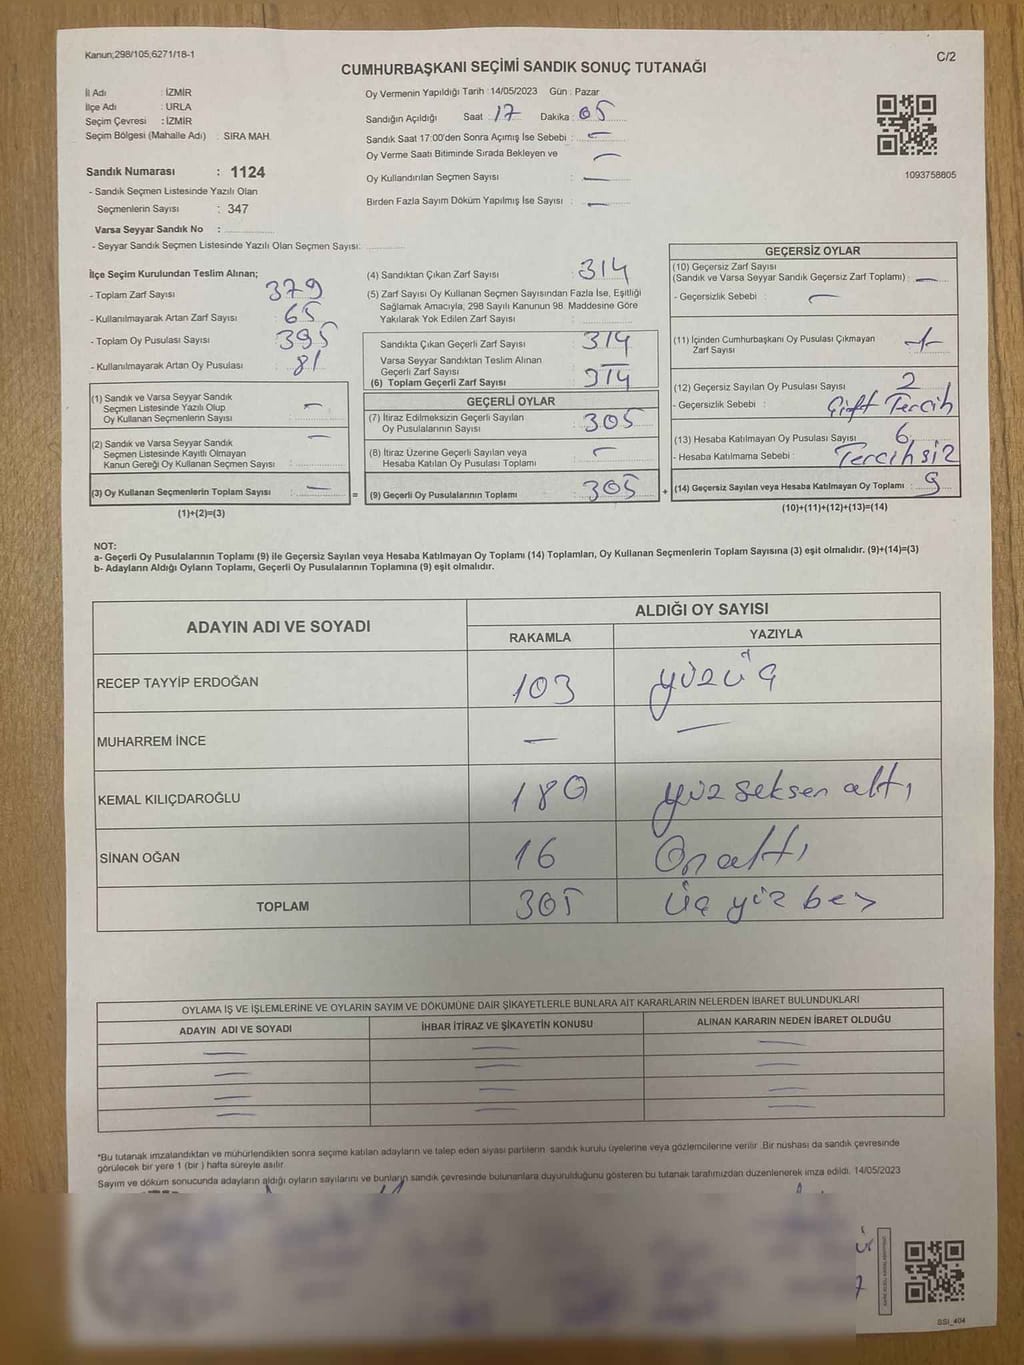 Kanun;298/105,6271/18-1
C/2
CUMHURBAŞKANI SEÇİMİ SANDIK SONUÇ TUTANAĞI
İl Adı : İZMİR
İlçe Adı : URLA
Seçim Çevresi : İZMİR
Seçim Bölgesi (Mahalle Adı) : SIRA MAH.
Sandık Numarası : 1124
- Sandık Seçmen Listesinde Yazılı Olan
Seçmenlerin Sayısı : 347
Varsa Seyyar Sandık No :
- Seyyar Sandık Seçmen Listesinde Yazılı Olan Seçmen Sayısı:
Oy Vermenin Yapıldığı Tarih : 14/05/2023 Gün : Pazar
Sandığın Açıldığı Saat : 17 Dakika : 05
Sandık Saat 17:00'den Sonra Açımış İse Sebebi : —
Oy Verme Saati Bitiminde Sırada Bekleyen ve —
Oy Kullandırılan Seçmen Sayısı : —
Birden Fazla Sayım Döküm Yapılmış İse Sayısı : —
1093758805
İlçe Seçim Kurulundan Teslim Alınan;
- Toplam Zarf Sayısı 379
- Kullanılmayarak Artan Zarf Sayısı 65
- Toplam Oy Pusulası Sayısı 395
- Kullanılmayarak Artan Oy Pusulası 81
(1) Sandık ve Varsa Seyyar Sandık
Seçmen Listesinde Yazılı Olup
Oy Kullanan Seçmenlerin Sayısı : —
(2) Sandık ve Varsa Seyyar Sandık
Seçmen Listesinde Kayıtlı Olmayan
Kanun Gereği Oy Kullanan Seçmen Sayısı : —
(3) Oy Kullanan Seçmenlerin Toplam Sayısı : —
(1)+(2)=(3)
=
(4) Sandıktan Çıkan Zarf Sayısı : 314
(5) Zarf Sayısı Oy Kullanan Seçmen Sayısından Fazla İse, Eşitliği
Sağlamak Amacıyla, 298 Sayılı Kanunun 98. Maddesine Göre
Yakılarak Yok Edilen Zarf Sayısı :
Sandıkta Çıkan Geçerli Zarf Sayısı : 314
Varsa Seyyar Sandıktan Teslim Alınan
Geçerli Zarf Sayısı : —
(6) Toplam Geçerli Zarf Sayısı : 314
GEÇERLİ OYLAR
(7) İtiraz Edilmeksizin Geçerli Sayılan
Oy Pusulalarının Sayısı : 305
(8) İtiraz Üzerine Geçerli Sayılan veya
Hesaba Katılan Oy Pusulası Toplamı : —
(9) Geçerli Oy Pusulalarının Toplamı : 305
+
GEÇERSİZ OYLAR
(10) Geçersiz Zarf Sayısı
(Sandık ve Varsa Seyyar Sandık Geçersiz Zarf Toplamı) : —
- Geçersizlik Sebebi : —
(11) İçinden Cumhurbaşkanı Oy Pusulası Çıkmayan
Zarf Sayısı : -1-
(12) Geçersiz Sayılan Oy Pusulası Sayısı : 2
- Geçersizlik Sebebi : Çift Tercih
(13) Hesaba Katılmayan Oy Pusulası Sayısı : 6
- Hesaba Katılmama Sebebi : Tercihsiz
(14) Geçersiz Sayılan veya Hesaba Katılmayan Oy Toplamı : 9
(10)+(11)+(12)+(13)=(14)
NOT:
a- Geçerli Oy Pusulalarının Toplamı (9) ile Geçersiz Sayılan veya Hesaba Katılmayan Oy Toplamı (14) Toplamları, Oy Kullanan Seçmenlerin Toplam Sayısına (3) eşit olmalıdır. (9)+(14)=(3)
b- Adayların Aldığı Oyların Toplamı, Geçerli Oy Pusulalarının Toplamına (9) eşit olmalıdır.
ADAYIN ADI VE SOYADI
ALDIĞI OY SAYISI
RAKAMLA YAZIYLA
RECEP TAYYİP ERDOĞAN 103 yüzüç
MUHARREM İNCE — —
KEMAL KILIÇDAROĞLU yüz seksen altı
SİNAN OĞAN 16 On altı
TOPLAM 305 Üç yüz beş
OYLAMA İŞ VE İŞLEMLERİNE VE OYLARIN SAYIM VE DÖKÜMÜNE DAİR ŞİKAYETLERLE BUNLARA AİT KARARLARIN NELERDEN İBARET BULUNDUKLARI
ADAYIN ADI VE SOYADI İHBAR İTİRAZ VE ŞİKAYETİN KONUSU ALINAN KARARIN NEDEN İBARET OLDUĞU
— — —
— — —
— — —
— — —
*Bu tutanak imzalandıktan ve mühürlendikten sonra seçime katılan adayların ve talep eden siyasi partilerin sandık kurulu üyelerine veya gözlemcilerine verilir. Bir nüshası da sandık çevresinde
görülecek bir yere 1 (bir ) hafta süreyle asılır.
Sayım ve döküm sonucunda adayların aldığı oyların sayılarını ve bunların sandık çevresinde bulunanlara duyurulduğunu gösteren bu tutanak tarafımızdan düzenlenerek imza edildi. 14/05/2023
SSI_404